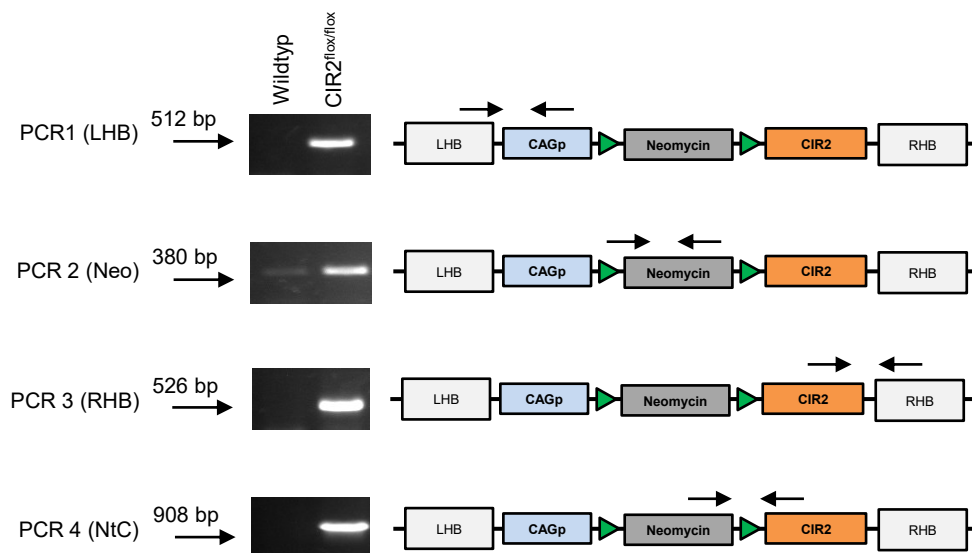 Wildtyp
CIR2flox/flox
PCR1 (LHB)
512 bp
LHB
CAGp
Neomycin
CIR2
RHB
PCR 2 (Neo)
380 bp
LHB
CAGp
Neomycin
CIR2
RHB
PCR 3 (RHB)
526 bp
LHB
CAGp
Neomycin
CIR2
RHB
PCR 4 (NtC)
908 bp
LHB
CAGp
Neomycin
CIR2
RHB